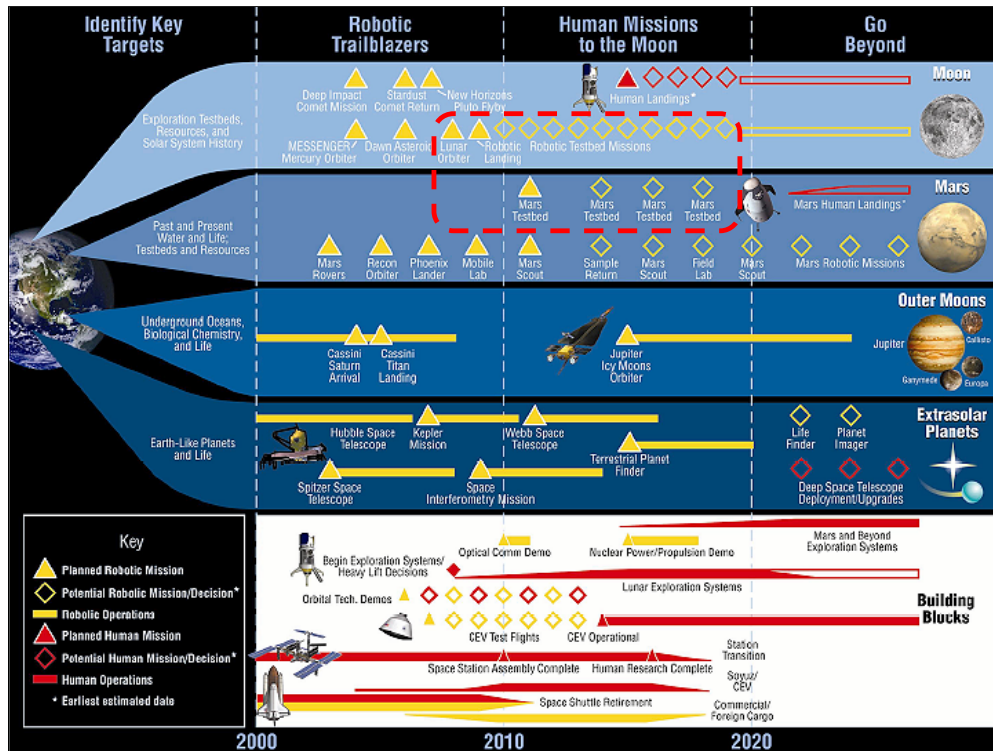 Identify Key
Targets
Robotic
Trailblazers
Human Missions
to the Moon
Go
Beyond
Moon
Deep Impact
Comet Mission
Stardust
Comet Return
New Horizons
Pluto Flyby
Human Landings*
Exploration Testbeds,
Resources, and
Solar System History
MESSENGER
Mercury Orbiter
Dawn Asteroid
Orbiter
Lunar
Orbiter
Robotic
Landing
Robotic Testbed Missions
Mars
Mars
Testbed
Mars
Testbed
Mars
Testbed
Mars
Testbed
Mars Human Landings*
Past and Present
Water and Life;
Testbeds and Resources
Mars
Rovers
Recon
Orbiter
Phoenix
Lander
Mobile
Lab
Mars
Scout
Sample
Return
Mars
Scout
Field
Lab
Mars
Scout
Mars Robotic Missions
Outer Moons
Underground Oceans,
Biological Chemistry,
and Life
Cassini
Saturn
Arrival
Cassini
Titan
Landing
Jupiter
Icy Moons
Orbiter
Jupiter
Callisto
Ganymede
Europa
Extrasolar
Planets
Earth-Like Planets
and Life
Hubble Space
Telescope
Kepler
Mission
Webb Space
Telescope
Terrestrial Planet
Finder
Life
Finder
Planet
Imager
Spitzer Space
Telescope
Space
Interferometry Mission
Deep Space Telescope
Deployment/Upgrades
Key
Planned Robotic Mission
Potential Robotic Mission/Decision*
Robotic Operations
Planned Human Mission
Potential Human Mission/Decision*
Human Operations
* Earliest estimated date
Optical Comm Demo
Nuclear Power/Propulsion Demo
Mars and Beyond
Exploration Systems
Begin Exploration Systems/
Heavy Lift Decisions
Lunar Exploration Systems
Building
Blocks
Orbital Tech. Demos
CEV Test Flights
CEV Operational
Space Station Assembly Complete
Human Research Complete
Station
Transition
Soyuz/
CEV
Space Shuttle Retirement
Commercial/
Foreign Cargo
2000
2010
2020